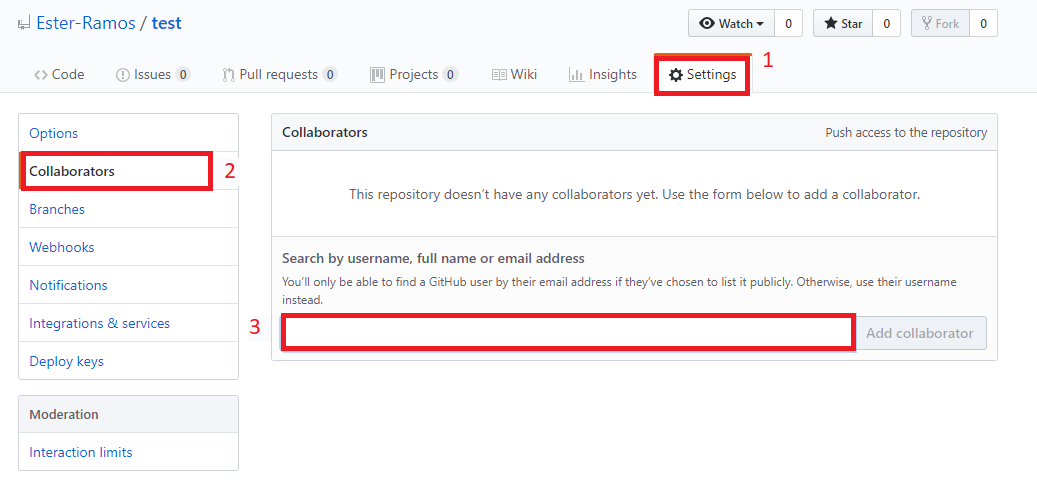 Ester-Ramos / test
Watch 0 Star 0 Fork 0
Code Issues 0 Pull requests 0 Projects 0 Wiki Insights Settings 1
Options
Collaborators 2
Branches
Webhooks
Notifications
Integrations & services
Deploy keys
Moderation
Interaction limits
Collaborators Push access to the repository
This repository doesn’t have any collaborators yet. Use the form below to add a collaborator.
Search by username, full name or email address
You’ll only be able to find a GitHub user by their email address if they’ve chosen to list it publicly. Otherwise, use their username
instead.
3 Add collaborator